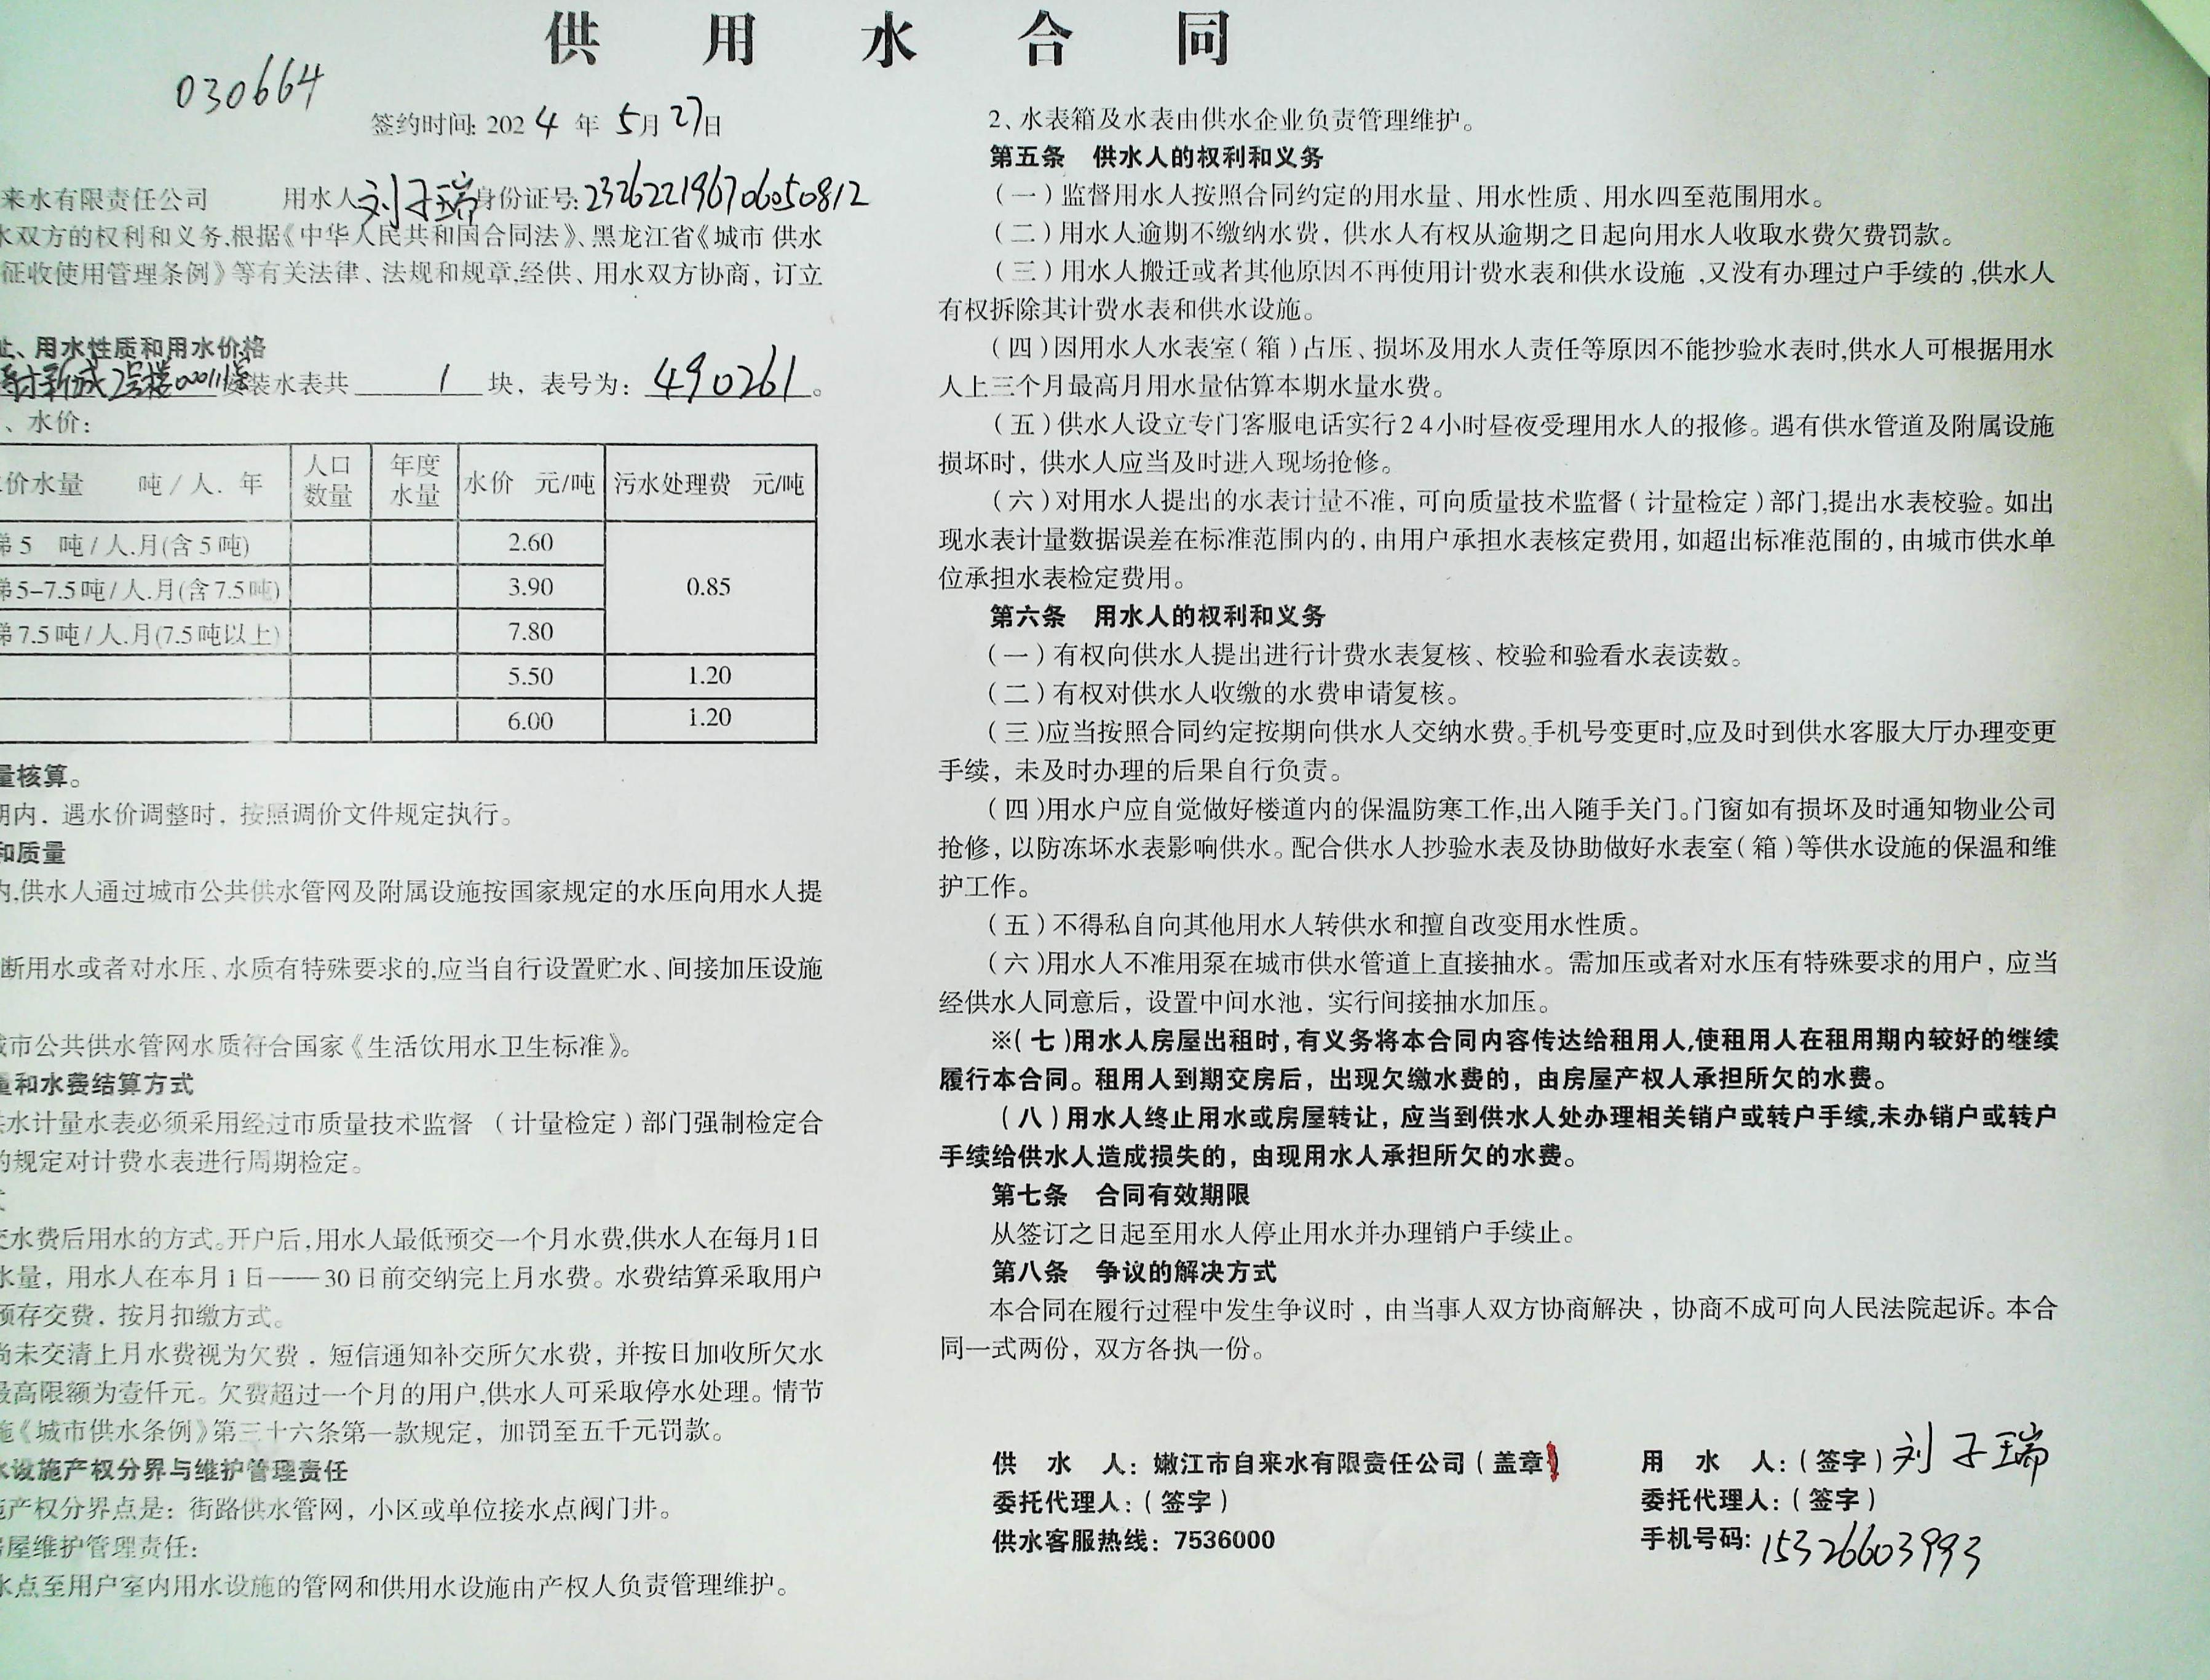 供用水合同
030664
签约时间: 2024年5月27日
来水有限责任公司 用水人 刘子瑞 身份证号: 232622196706050812
水双方的权利和义务,根据《中华人民共和国合同法》、黑龙江省《城市 供水
征收使用管理条例》等有关法律、法规和规章,经供、用水双方协商，订立
址、用水性质和用水价格
新城2号楼 安装水表共 1 块，表号为: 490261。
、水价:
价水量 吨/人.年 人口数量 年度水量 水价 元/吨 污水处理费 元/吨
梯5 吨/人.月(含5吨) 2.60
梯5-7.5吨/人.月(含7.5吨) 3.90 0.85
梯7.5吨/人.月(7.5吨以上) 7.80
5.50 1.20
6.00 1.20
量核算。
期内，遇水价调整时，按照调价文件规定执行。
和质量
内,供水人通过城市公共供水管网及附属设施按国家规定的水压向用水人提
断用水或者对水压、水质有特殊要求的,应当自行设置贮水、间接加压设施
城市公共供水管网水质符合国家《生活饮用水卫生标准》。
量和水费结算方式
供水计量水表必须采用经过市质量技术监督（计量检定)部门强制检定合
的规定对计费水表进行周期检定。
交水费后用水的方式。开户后,用水人最低预交一个月水费,供水人在每月1日
水量，用水人在本月1日——30日前交纳完上月水费。水费结算采取用户
预存交费，按月扣缴方式。
尚未交清上月水费视为欠费，短信通知补交所欠水费，并按日加收所欠水
最高限额为壹仟元。欠费超过一个月的用户,供水人可采取停水处理。情节
施《城市供水条例》第三十六条第一款规定，加罚至五千元罚款。
水设施产权分界与维护管理责任
施产权分界点是：街路供水管网，小区或单位接水点阀门井。
房屋维护管理责任:
水点至用户室内用水设施的管网和供用水设施由产权人负责管理维护。
2、水表箱及水表由供水企业负责管理维护。
第五条 供水人的权利和义务
(一)监督用水人按照合同约定的用水量、用水性质、用水四至范围用水。
(二)用水人逾期不缴纳水费，供水人有权从逾期之日起向用水人收取水费欠费罚款。
(三)用水人搬迁或者其他原因不再使用计费水表和供水设施,又没有办理过户手续的,供水人
有权拆除其计费水表和供水设施。
(四)因用水人水表室(箱)占压、损坏及用水人责任等原因不能抄验水表时,供水人可根据用水
人上三个月最高月用水量估算本期水量水费。
(五)供水人设立专门客服电话实行24小时昼夜受理用水人的报修。遇有供水管道及附属设施
损坏时，供水人应当及时进入现场抢修。
(六)对用水人提出的水表计量不准，可向质量技术监督(计量检定)部门,提出水表校验。如出
现水表计量数据误差在标准范围内的，由用户承担水表核定费用，如超出标准范围的，由城市供水单
位承担水表检定费用。
第六条 用水人的权利和义务
(一)有权向供水人提出进行计费水表复核、校验和验看水表读数。
(二)有权对供水人收缴的水费申请复核。
(三)应当按照合同约定按期向供水人交纳水费。手机号变更时,应及时到供水客服大厅办理变更
手续，未及时办理的后果自行负责。
(四)用水户应自觉做好楼道内的保温防寒工作,出入随手关门。门窗如有损坏及时通知物业公司
抢修，以防冻坏水表影响供水。配合供水人抄验水表及协助做好水表室(箱)等供水设施的保温和维
护工作。
(五)不得私自向其他用水人转供水和擅自改变用水性质。
(六)用水人不准用泵在城市供水管道上直接抽水。需加压或者对水压有特殊要求的用户，应当
经供水人同意后，设置中间水池，实行间接抽水加压。
※(七)用水人房屋出租时，有义务将本合同内容传达给租用人,使租用人在租用期内较好的继续
履行本合同。租用人到期交房后，出现欠缴水费的，由房屋产权人承担所欠的水费。
(八)用水人终止用水或房屋转让，应当到供水人处办理相关销户或转户手续,未办销户或转户
手续给供水人造成损失的，由现用水人承担所欠的水费。
第七条 合同有效期限
从签订之日起至用水人停止用水并办理销户手续止。
第八条 争议的解决方式
本合同在履行过程中发生争议时，由当事人双方协商解决，协商不成可向人民法院起诉。本合
同一式两份，双方各执一份。
供 水 人：嫩江市自来水有限责任公司(盖章) 用 水 人：(签字) 刘子瑞
委托代理人：(签字) 委托代理人：(签字)
供水客服热线：7536000 手机号码: 15326603993